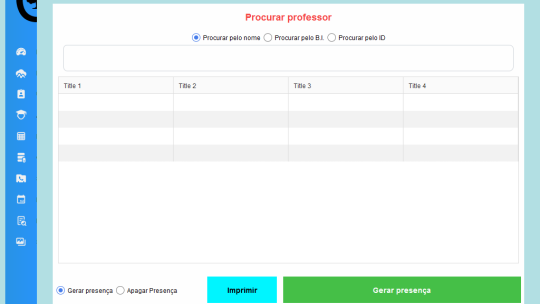 Procurar professor
Procurar pelo nome Procurar pelo B.I. Procurar pelo ID
Title 1 Title 2 Title 3 Title 4
Gerar presença Apagar Presença Imprimir Gerar presença